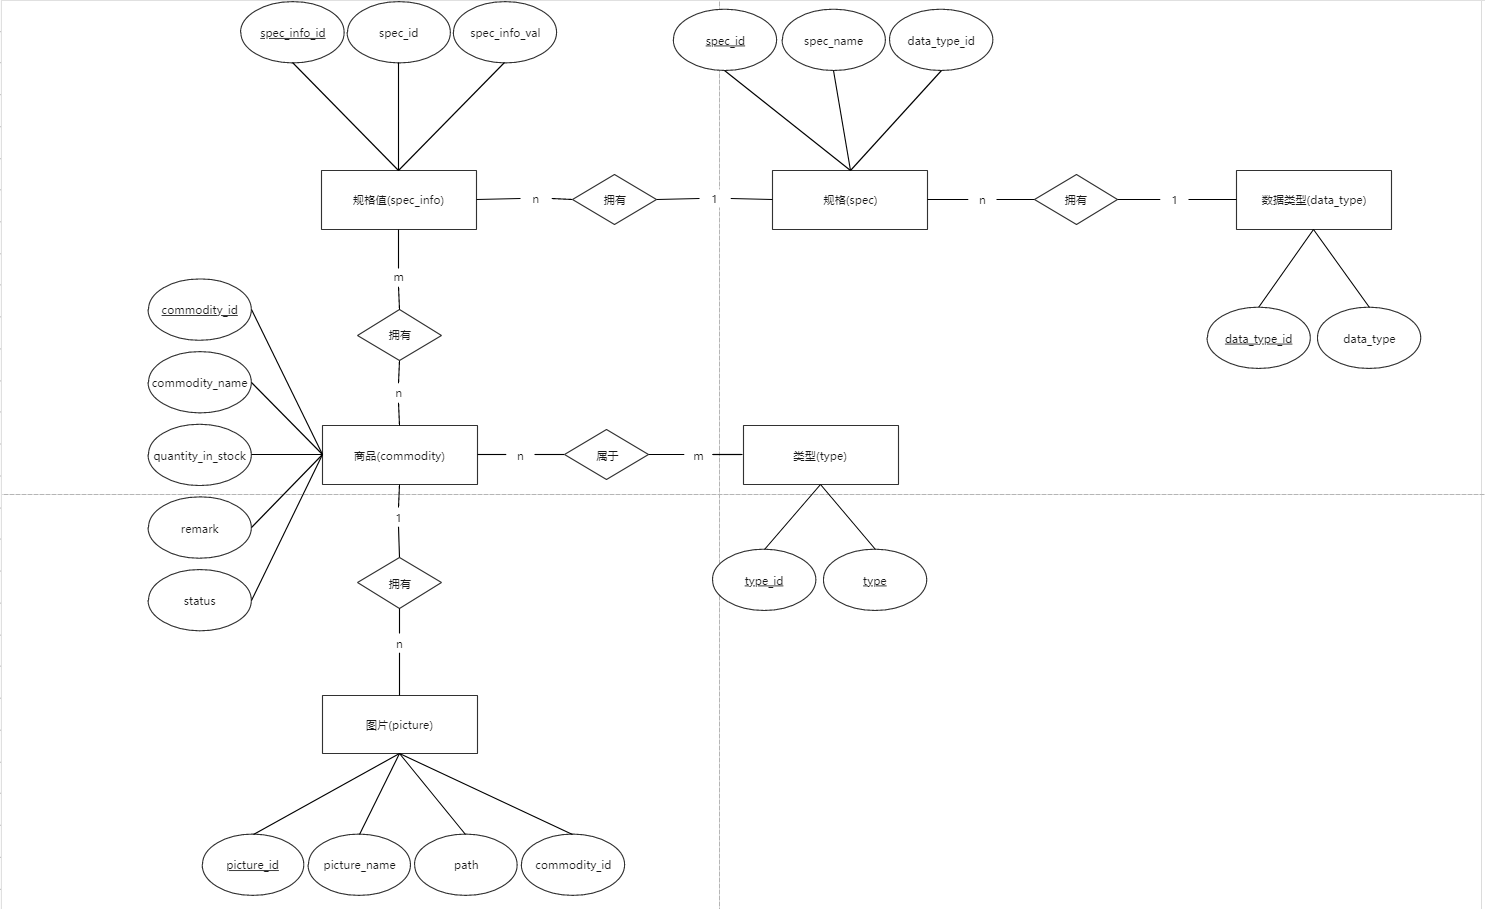 spec_info_id
spec_id
spec_info_val
spec_id
spec_name
data_type_id
规格值(spec_info)
n
拥有
1
规格(spec)
n
拥有
1
数据类型(data_type)
m
commodity_id
拥有
data_type_id
data_type
commodity_name
n
quantity_in_stock
商品(commodity)
n
属于
m
类型(type)
1
remark
拥有
type_id
type
status
n
图片(picture)
picture_id
picture_name
path
commodity_id